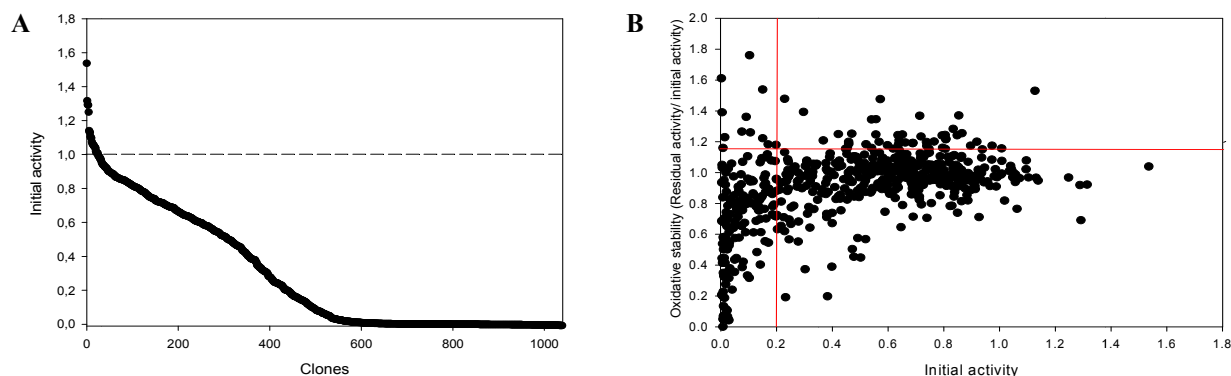 A
Initial activity
1,8
1,6
1,4
1,2
1,0
0,8
0,6
0,4
0,2
0,0
0 200 400 600 800 1000
Clones
B
Oxidative stability (Residual activity/ initial activity)
2.0
1.8
1.6
1.4
1.2
1.0
0.8
0.6
0.4
0.2
0.0
0.0 0.2 0.4 0.6 0.8 1.0 1.2 1.4 1.6 1.8
Initial activity